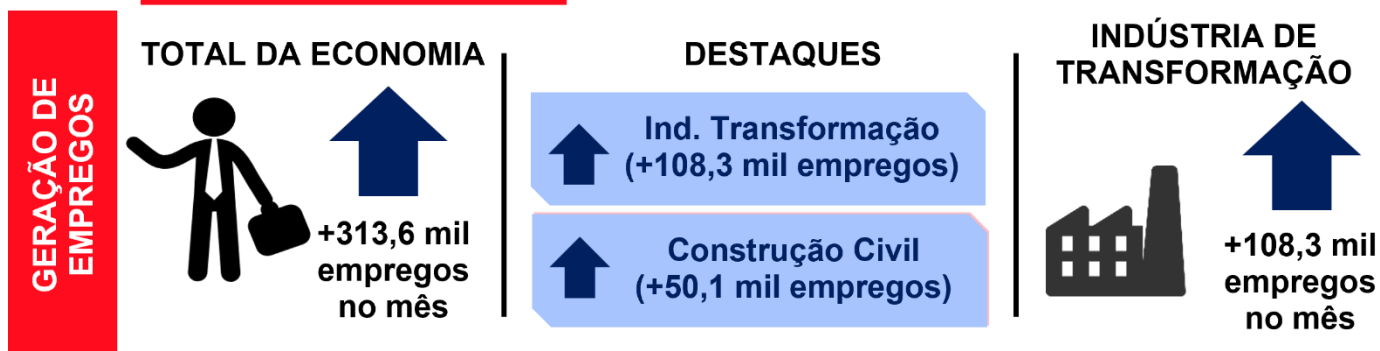 GERAÇÃO DE
EMPREGOS
TOTAL DA ECONOMIA
+313,6 mil
empregos
no mês
DESTAQUES
Ind. Transformação
(+108,3 mil empregos)
Construção Civil
(+50,1 mil empregos)
INDÚSTRIA DE
TRANSFORMAÇÃO
+108,3 mil
empregos
no mês